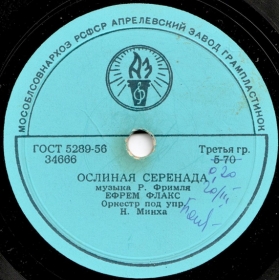 МОСОБЛСОВНАРХОЗ РСФСР АПРЕЛЕВСКИЙ ЗАВОД ГРАМПЛАСТИНОК
АЗ
ГОСТ 5289-56
Третья гр.
34666
5-70
ОСЛИНАЯ СЕРЕНАДА
музыка Р. Фримля
ЕФРЕМ ФЛАКС
Оркестр под упр.
Н. Минха